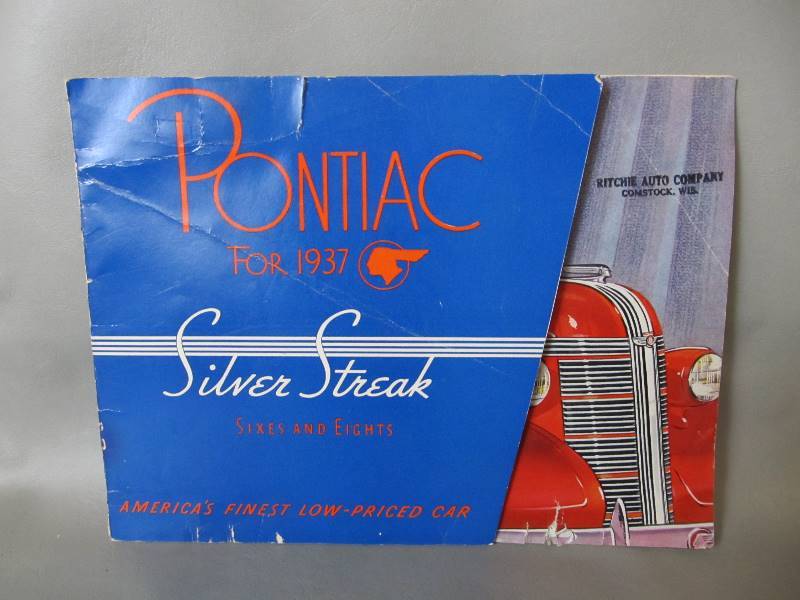 PONTIAC
FOR 1937
Silver Streak
SIXES AND EIGHTS
AMERICA'S FINEST LOW-PRICED CAR
RITCHIE AUTO COMPANY
COMSTOCK, WIS.